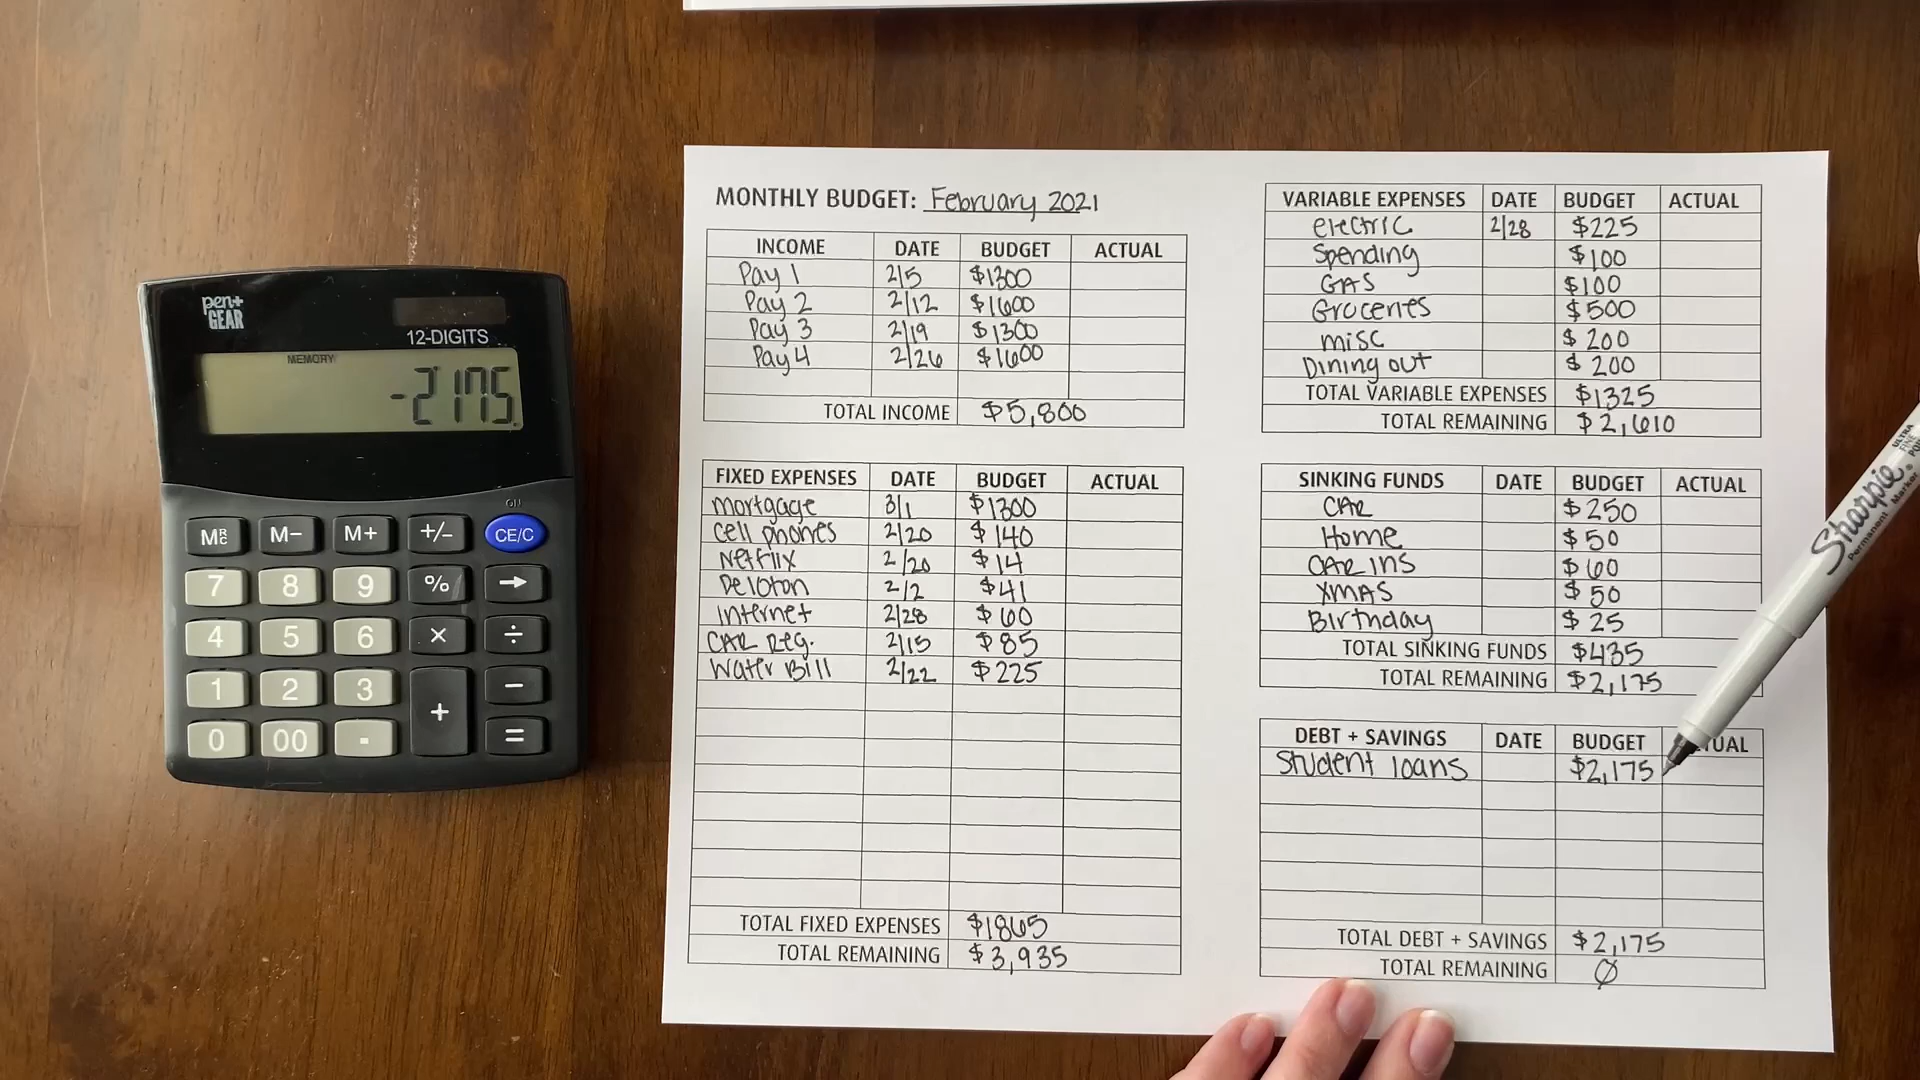 pen+
GEAR
12-DIGITS
MEMORY
-2175.
ON
MRC M- M+ +/- CE/C
7 8 9 % →
4 5 6 × ÷
1 2 3 + −
0 00 . =
MONTHLY BUDGET: February 2021
INCOME DATE BUDGET ACTUAL
Pay 1 2/5 $1300
Pay 2 2/12 $1600
Pay 3 2/19 $1300
Pay 4 2/26 $1600
TOTAL INCOME $5,800
FIXED EXPENSES DATE BUDGET ACTUAL
mortgage 3/1 $1300
cell phones 2/20 $140
Netflix 2/20 $14
Peloton 2/2 $41
Internet 2/28 $60
CAR Reg. 2/15 $85
Water Bill 2/22 $225
TOTAL FIXED EXPENSES $1865
TOTAL REMAINING $3,935
VARIABLE EXPENSES DATE BUDGET ACTUAL
electric 2/28 $225
Spending $100
GAS $100
Groceries $500
misc $200
Dining out $200
TOTAL VARIABLE EXPENSES $1325
TOTAL REMAINING $2,610
SINKING FUNDS DATE BUDGET ACTUAL
CAR $250
Home $50
CAR INS $60
XMAS $50
Birthday $25
TOTAL SINKING FUNDS $435
TOTAL REMAINING $2,175
DEBT + SAVINGS DATE BUDGET TUAL
Student loans $2,175
TOTAL DEBT + SAVINGS $2,175
TOTAL REMAINING Ø
Sharpie
Permanent Marker
ULTRA
FINE